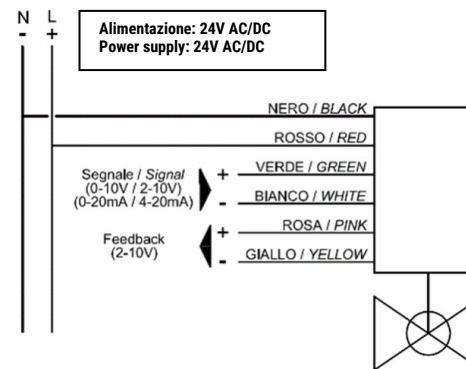 N L
- +
Alimentazione: 24V AC/DC
Power supply: 24V AC/DC
NERO / BLACK
ROSSO / RED
Segnale / Signal
(0-10V / 2-10V)
(0-20mA / 4-20mA)
+ VERDE / GREEN
- BIANCO / WHITE
Feedback
(2-10V)
+ ROSA / PINK
- GIALLO / YELLOW